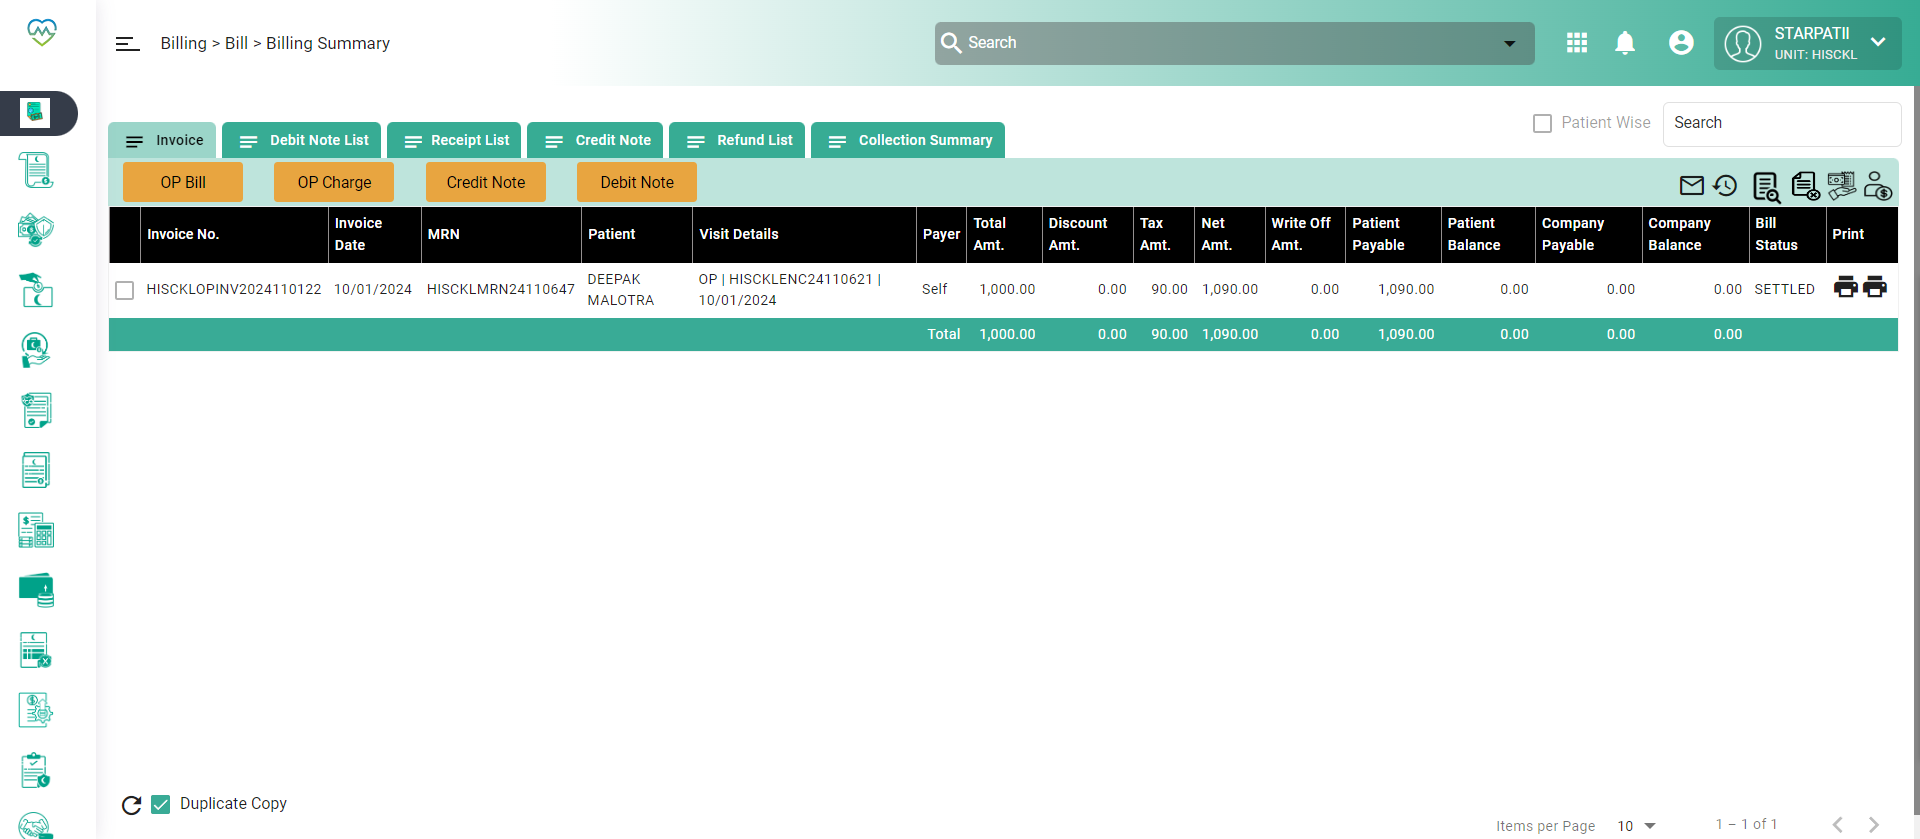 Billing > Bill > Billing Summary
Search
STARPATII
UNIT: HISCKL
Patient Wise
Search
Invoice
Debit Note List
Receipt List
Credit Note
Refund List
Collection Summary
OP Bill
OP Charge
Credit Note
Debit Note
Invoice No.
Invoice
Date
MRN
Patient
Visit Details
Payer
Total
Amt.
Discount
Amt.
Tax
Amt.
Net
Amt.
Write Off
Amt.
Patient
Payable
Patient
Balance
Company
Payable
Company
Balance
Bill
Status
Print
HISCKLOPINV2024110122
10/01/2024
HISCKLMRN24110647
DEEPAK
MALOTRA
OP | HISCKLENC24110621 |
10/01/2024
Self
1,000.00
0.00
90.00
1,090.00
0.00
1,090.00
0.00
0.00
0.00
SETTLED
Total
1,000.00
0.00
90.00
1,090.00
0.00
1,090.00
0.00
0.00
0.00
Duplicate Copy
Items per Page
10
1 – 1 of 1